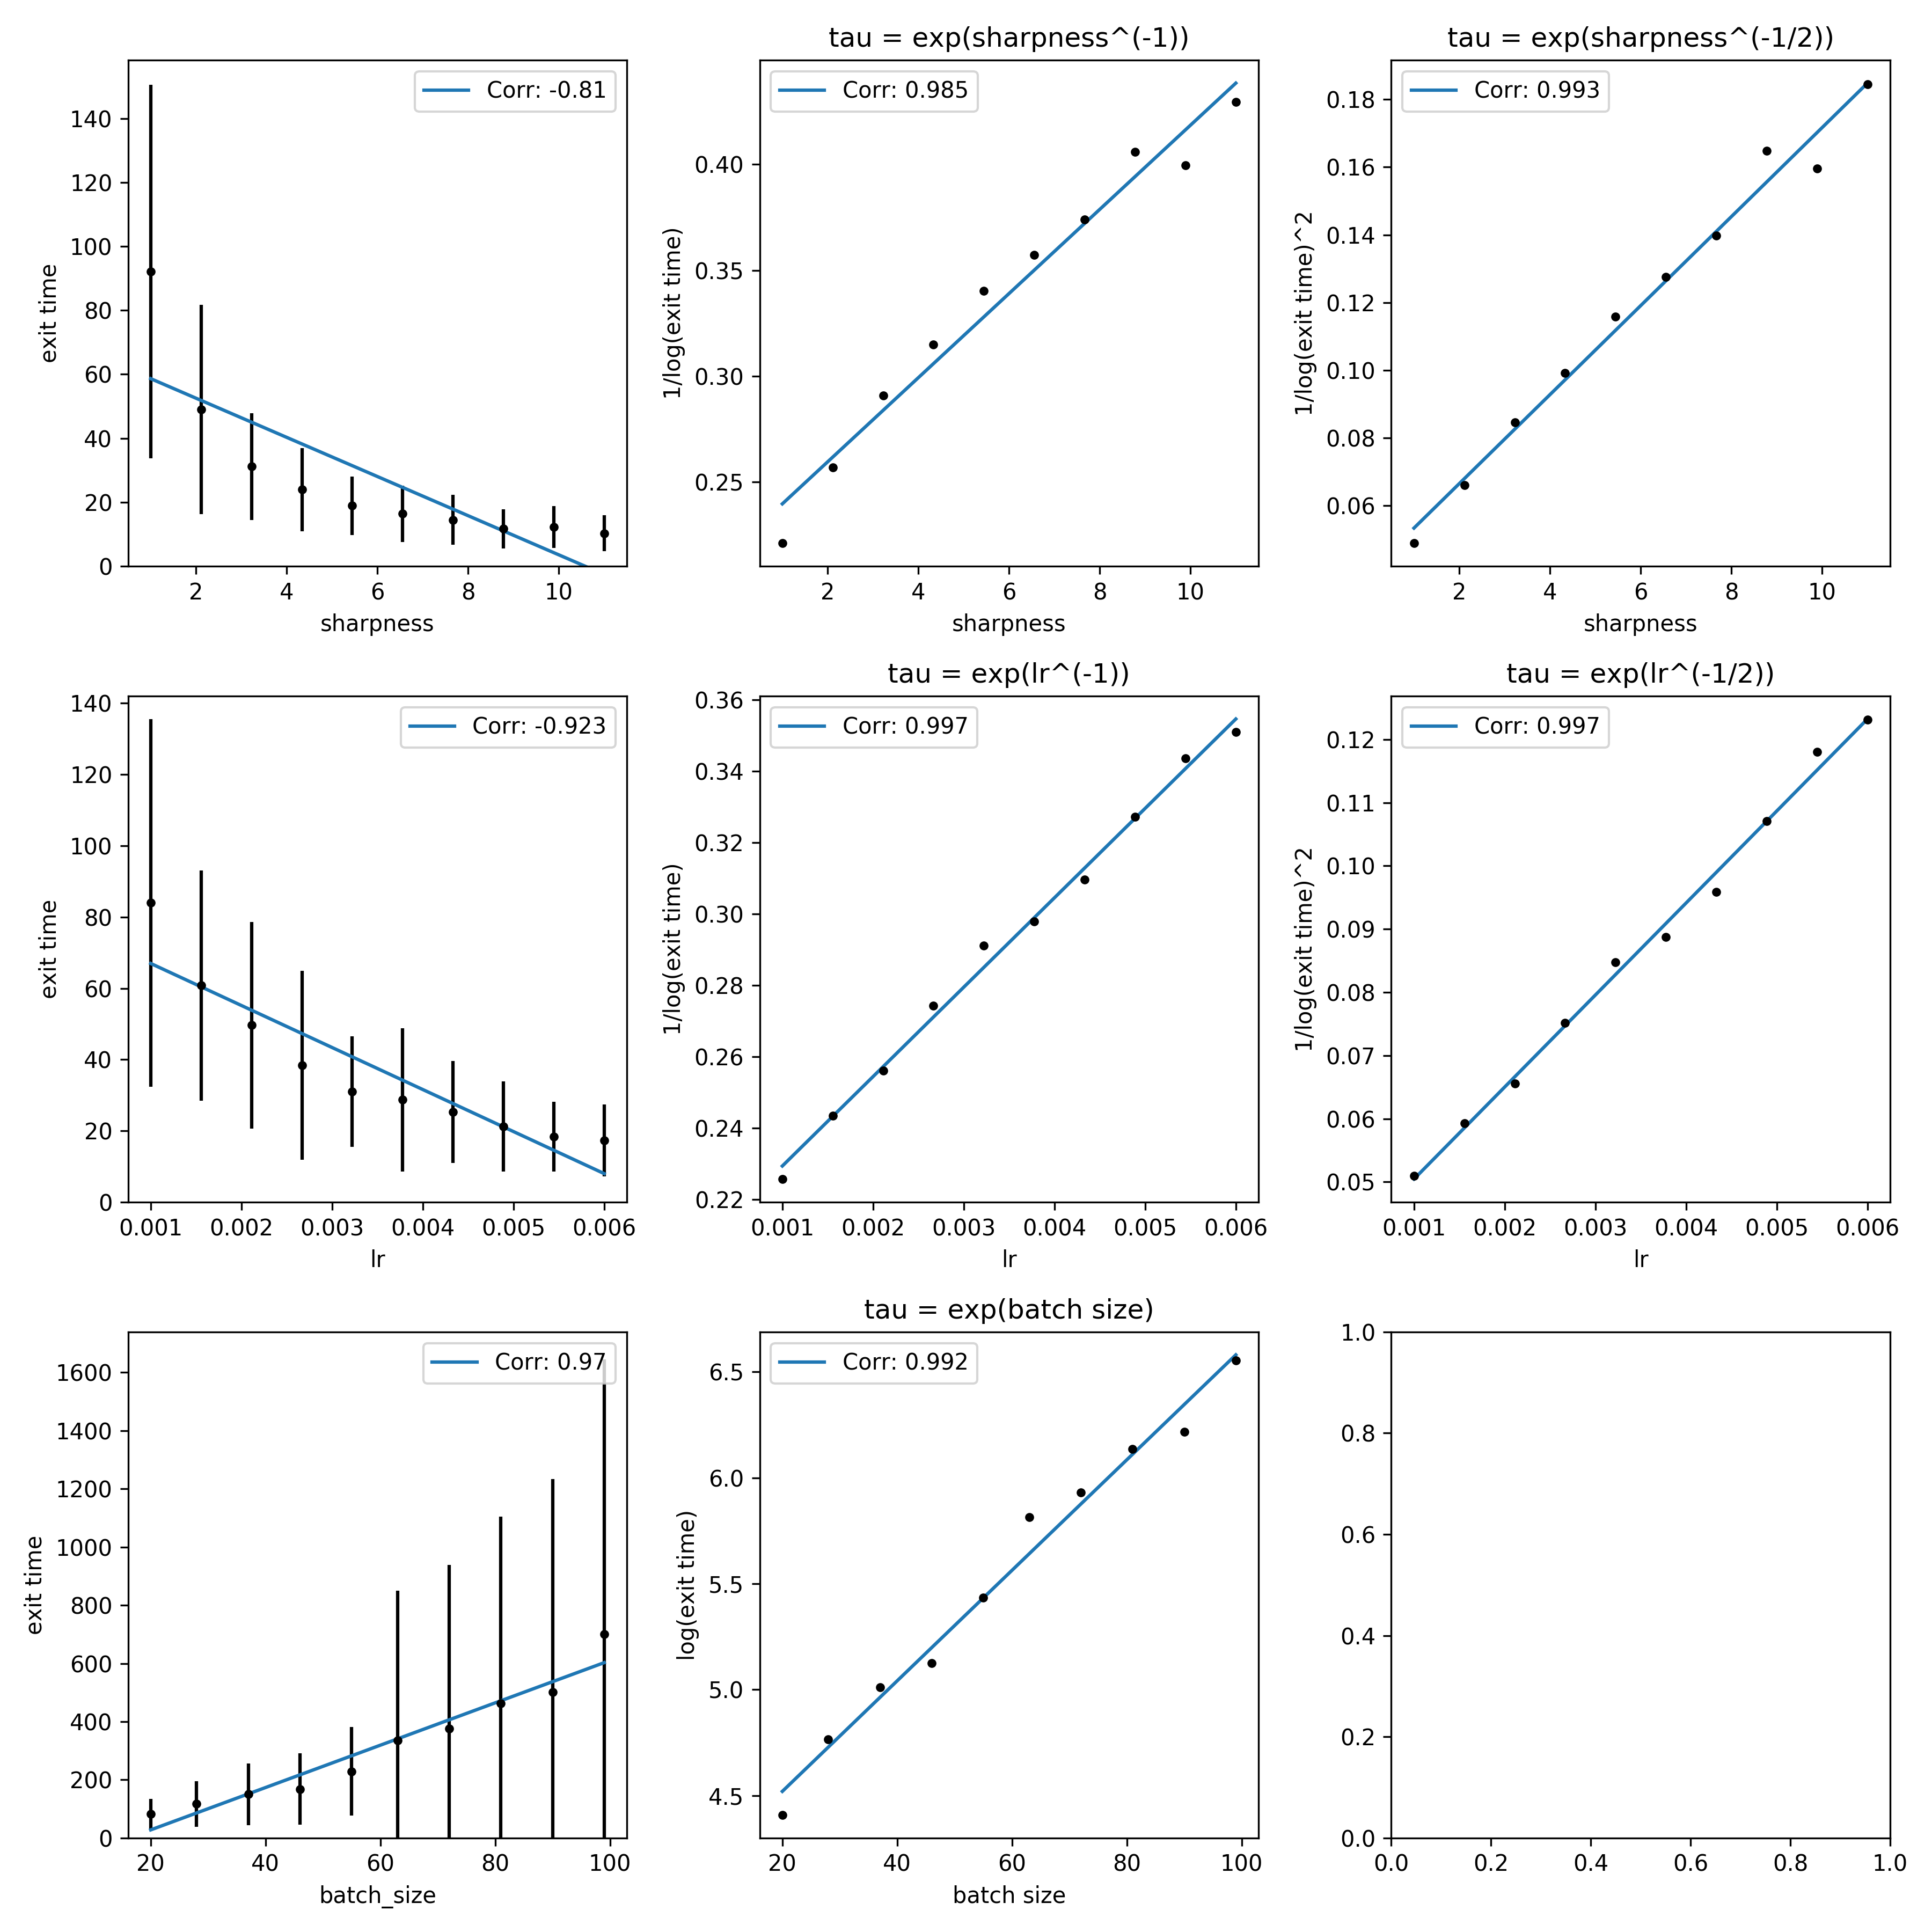 Corr: -0.81
exit time
140
120
100
80
60
40
20
0
2 4 6 8 10
sharpness
tau = exp(sharpness^(-1))
Corr: 0.985
1/log(exit time)
0.40
0.35
0.30
0.25
2 4 6 8 10
sharpness
tau = exp(sharpness^(-1/2))
Corr: 0.993
1/log(exit time)^2
0.18
0.16
0.14
0.12
0.10
0.08
0.06
2 4 6 8 10
sharpness
Corr: -0.923
exit time
140
120
100
80
60
40
20
0
0.001 0.002 0.003 0.004 0.005 0.006
lr
tau = exp(lr^(-1))
Corr: 0.997
1/log(exit time)
0.36
0.34
0.32
0.30
0.28
0.26
0.24
0.22
0.001 0.002 0.003 0.004 0.005 0.006
lr
tau = exp(lr^(-1/2))
Corr: 0.997
1/log(exit time)^2
0.12
0.11
0.10
0.09
0.08
0.07
0.06
0.05
0.001 0.002 0.003 0.004 0.005 0.006
lr
Corr: 0.97
exit time
1600
1400
1200
1000
800
600
400
200
0
20 40 60 80 100
batch_size
tau = exp(batch size)
Corr: 0.992
log(exit time)
6.5
6.0
5.5
5.0
4.5
20 40 60 80 100
batch size
1.0
0.8
0.6
0.4
0.2
0.0
0.0 0.2 0.4 0.6 0.8 1.0